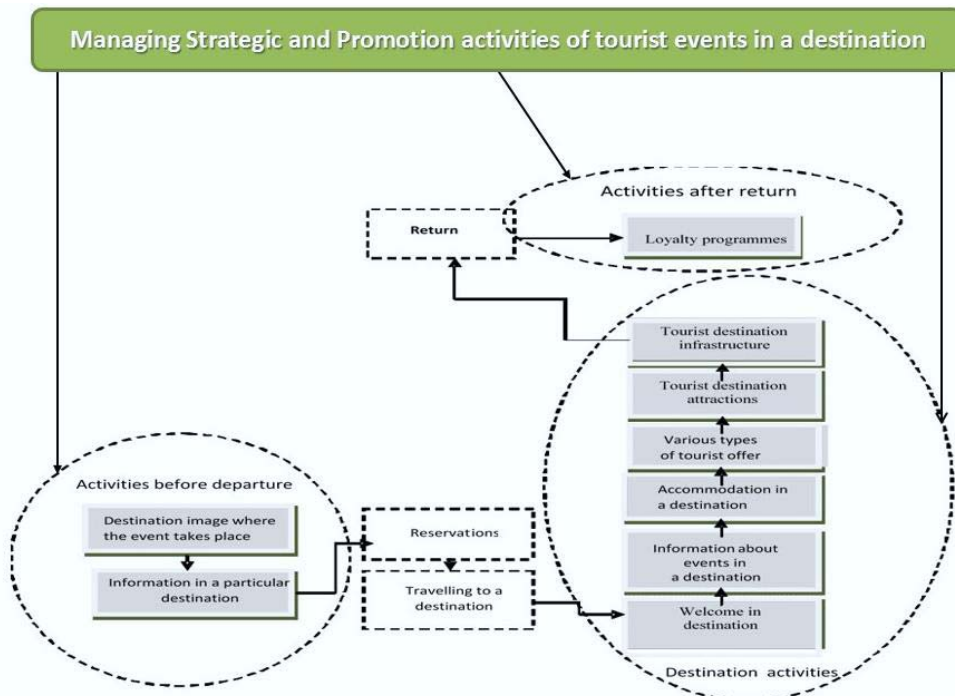 Managing Strategic and Promotion activities of tourist events in a destination
Activities after return
Return
Loyalty programmes
Tourist destination
infrastructure
Tourist destination
attractions
Various types
of tourist offer
Activities before departure
Accommodation in
a destination
Destination image where
the event takes place
Reservations
Information about
events in
a destination
Information in a particular
destination
Travelling to a
destination
Welcome in
destination
Destination activities